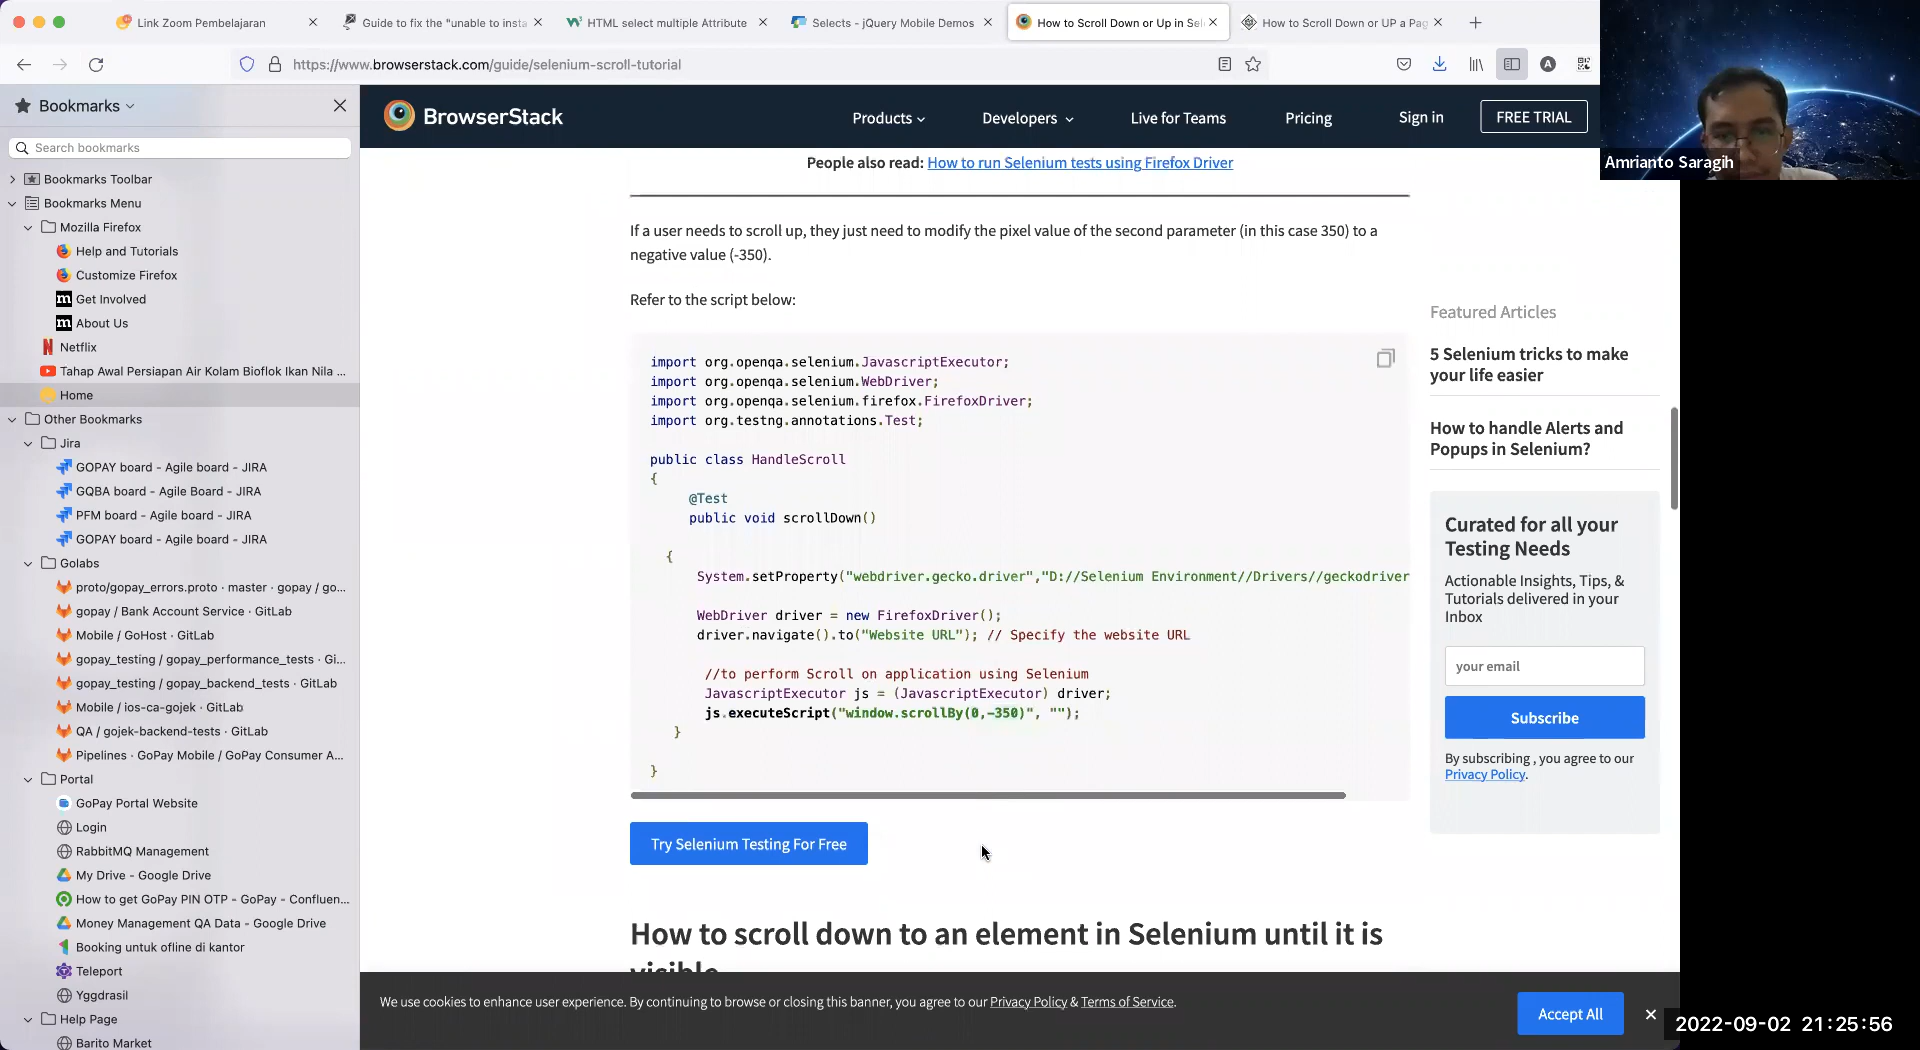 Link Zoom Pembelajaran
Guide to fix the "unable to insta
HTML select multiple Attribute
Selects - jQuery Mobile Demos
How to Scroll Down or Up in Sel
How to Scroll Down or UP a Pag
https://www.browserstack.com/guide/selenium-scroll-tutorial
Amrianto Saragih
Bookmarks
Search bookmarks
Bookmarks Toolbar
Bookmarks Menu
Mozilla Firefox
Help and Tutorials
Customize Firefox
Get Involved
About Us
Netflix
Tahap Awal Persiapan Air Kolam Bioflok Ikan Nila ...
Home
Other Bookmarks
Jira
GOPAY board - Agile board - JIRA
GQBA board - Agile Board - JIRA
PFM board - Agile board - JIRA
GOPAY board - Agile board - JIRA
Golabs
proto/gopay_errors.proto · master · gopay / go...
gopay / Bank Account Service · GitLab
Mobile / GoHost · GitLab
gopay_testing / gopay_performance_tests · Gi...
gopay_testing / gopay_backend_tests · GitLab
Mobile / ios-ca-gojek · GitLab
QA / gojek-backend-tests · GitLab
Pipelines · GoPay Mobile / GoPay Consumer A...
Portal
GoPay Portal Website
Login
RabbitMQ Management
My Drive - Google Drive
How to get GoPay PIN OTP - GoPay - Confluen...
Money Management QA Data - Google Drive
Booking untuk ofline di kantor
Teleport
Yggdrasil
Help Page
Barito Market
BrowserStack
Products
Developers
Live for Teams
Pricing
Sign in
FREE TRIAL
People also read: How to run Selenium tests using Firefox Driver
If a user needs to scroll up, they just need to modify the pixel value of the second parameter (in this case 350) to a
negative value (-350).
Refer to the script below:
import org.openqa.selenium.JavascriptExecutor;
import org.openqa.selenium.WebDriver;
import org.openqa.selenium.firefox.FirefoxDriver;
import org.testng.annotations.Test;
public class HandleScroll
{
@Test
public void scrollDown()
{
System.setProperty("webdriver.gecko.driver","D://Selenium Environment//Drivers//geckodriver
WebDriver driver = new FirefoxDriver();
driver.navigate().to("Website URL"); // Specify the website URL
//to perform Scroll on application using Selenium
JavascriptExecutor js = (JavascriptExecutor) driver;
js.executeScript("window.scrollBy(0,-350)", "");
}
}
Try Selenium Testing For Free
How to scroll down to an element in Selenium until it is
visible
Featured Articles
5 Selenium tricks to make
your life easier
How to handle Alerts and
Popups in Selenium?
Curated for all your
Testing Needs
Actionable Insights, Tips, &
Tutorials delivered in your
Inbox
your email
Subscribe
By subscribing , you agree to our
Privacy Policy.
We use cookies to enhance user experience. By continuing to browse or closing this banner, you agree to our Privacy Policy & Terms of Service.
Accept All
2022-09-02 21:25:56